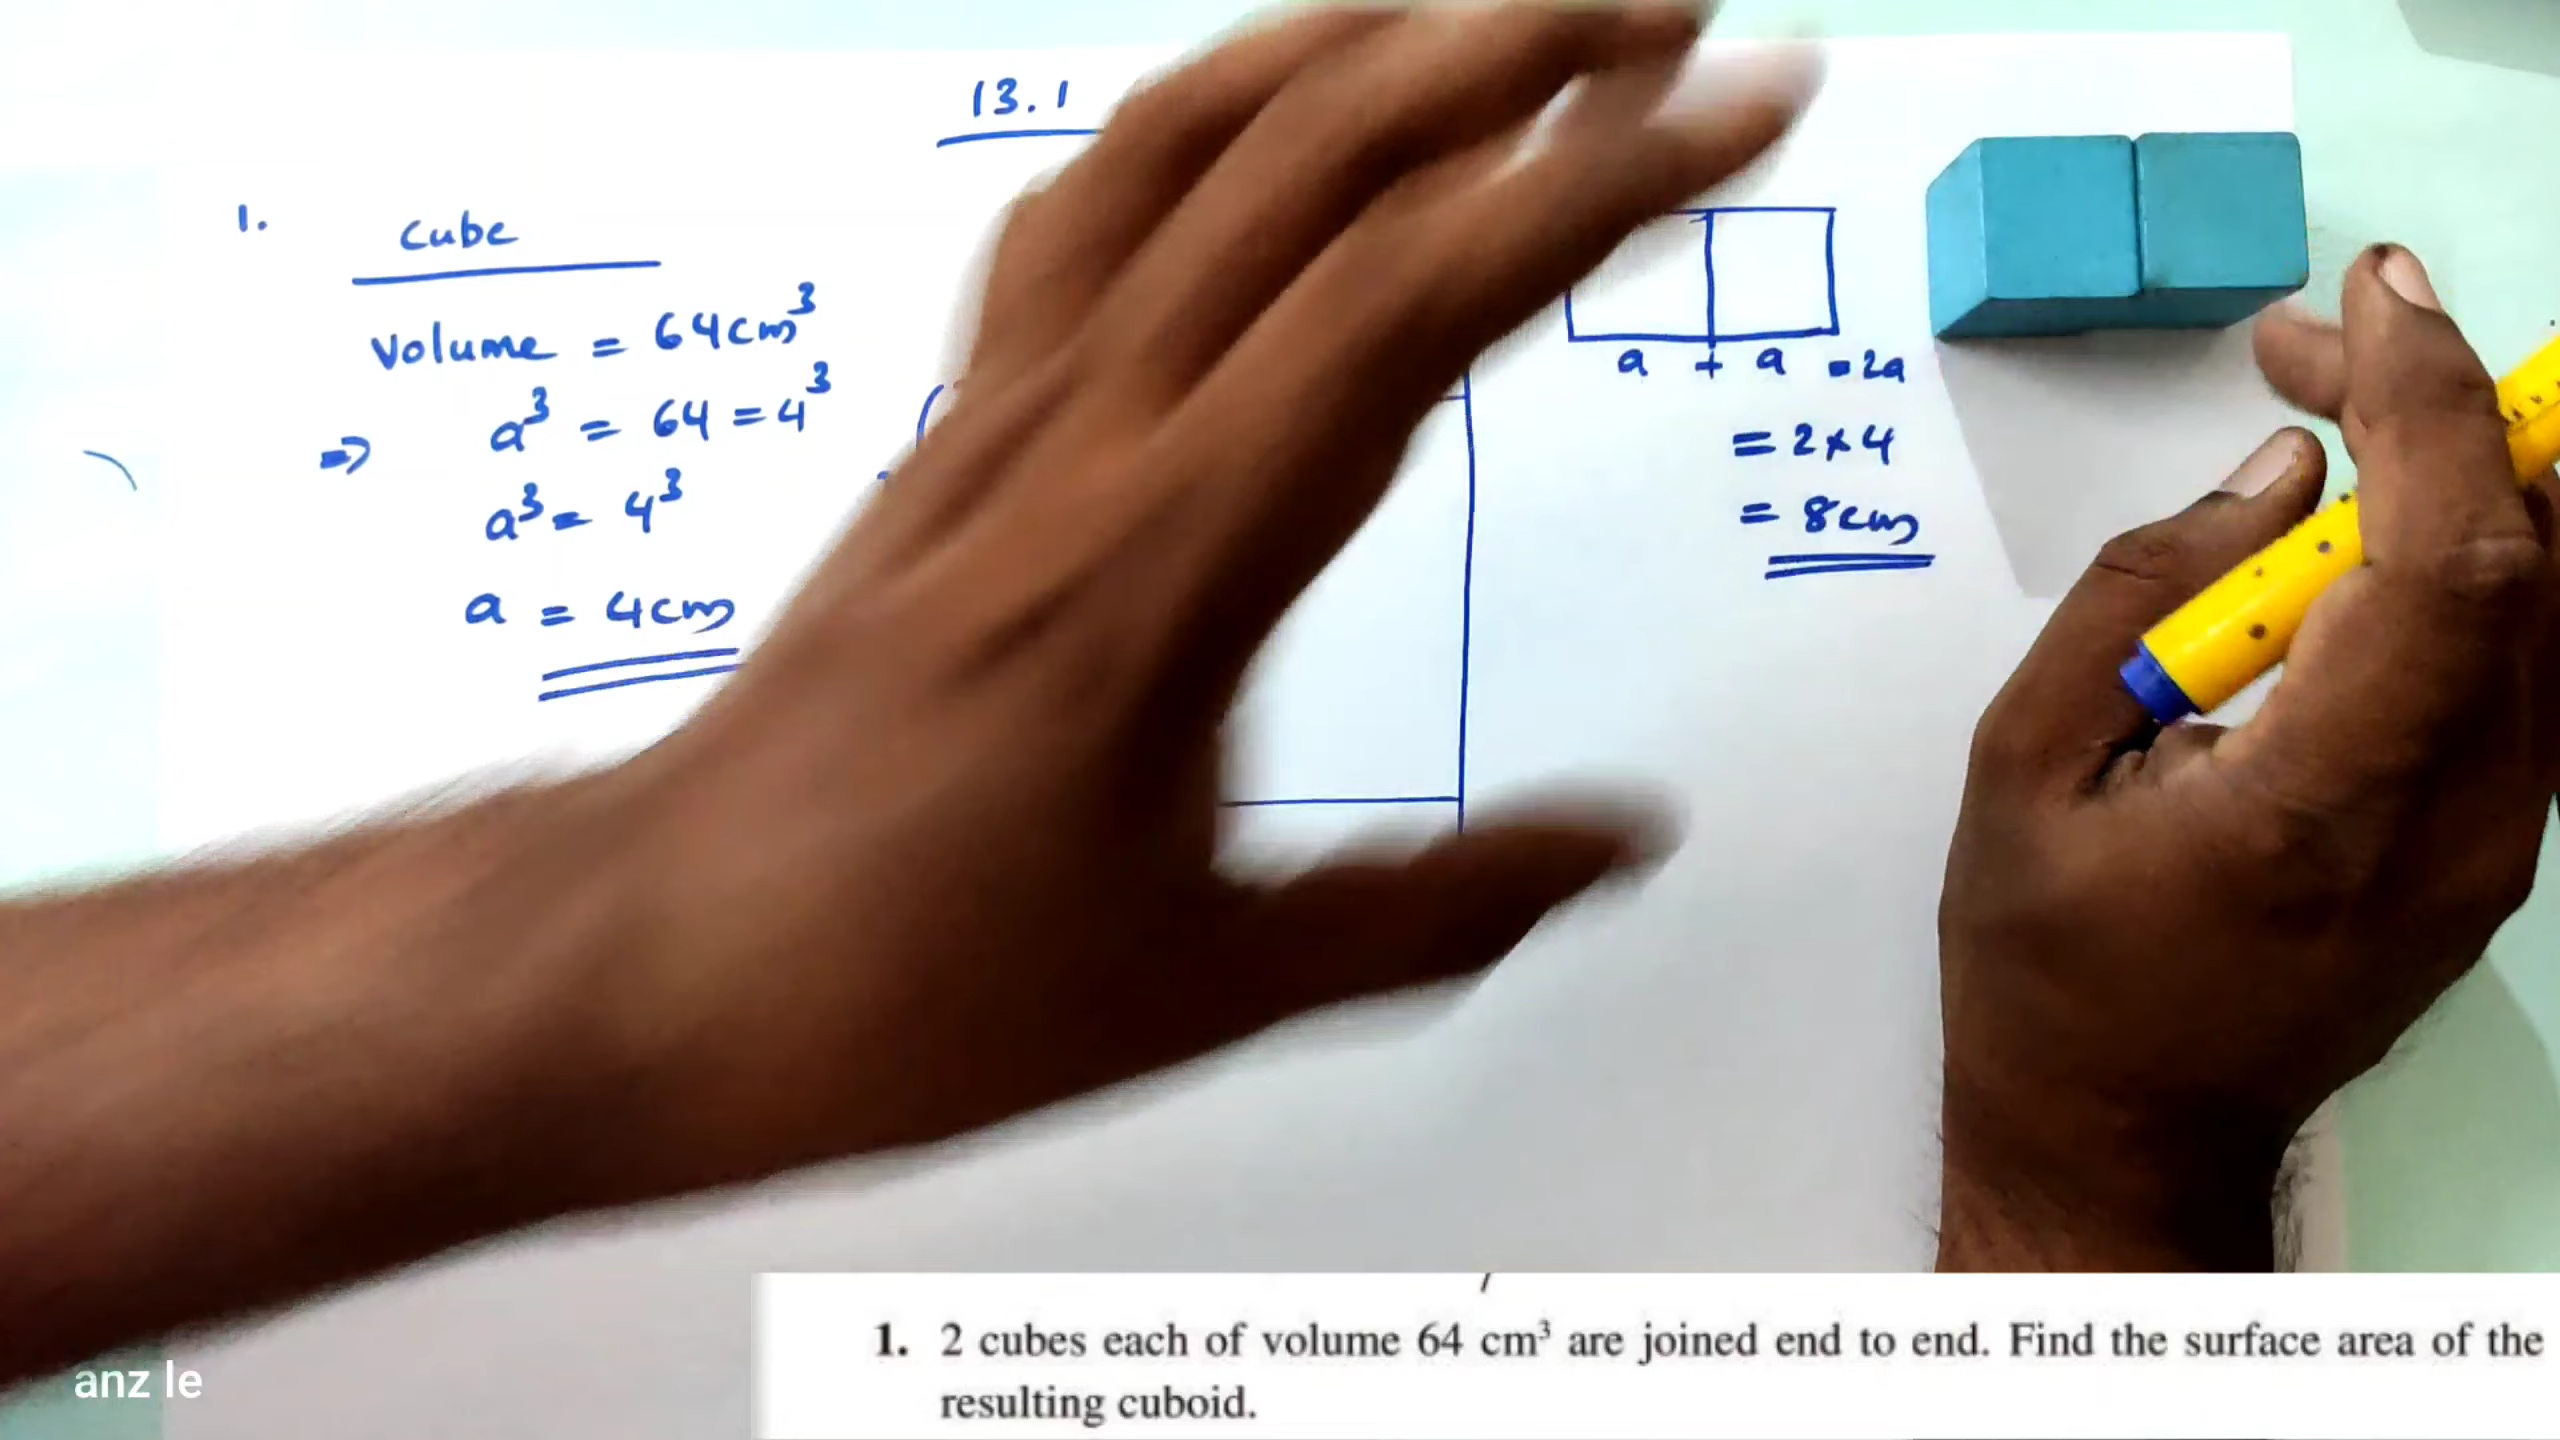 13.1
1.
cube
Volume = 64cm³
⇒ a³ = 64 = 4³
a³ = 4³
a = 4cm
a + a = 2a
= 2×4
= 8cm
1. 2 cubes each of volume 64 cm³ are joined end to end. Find the surface area of the
resulting cuboid.
anz le